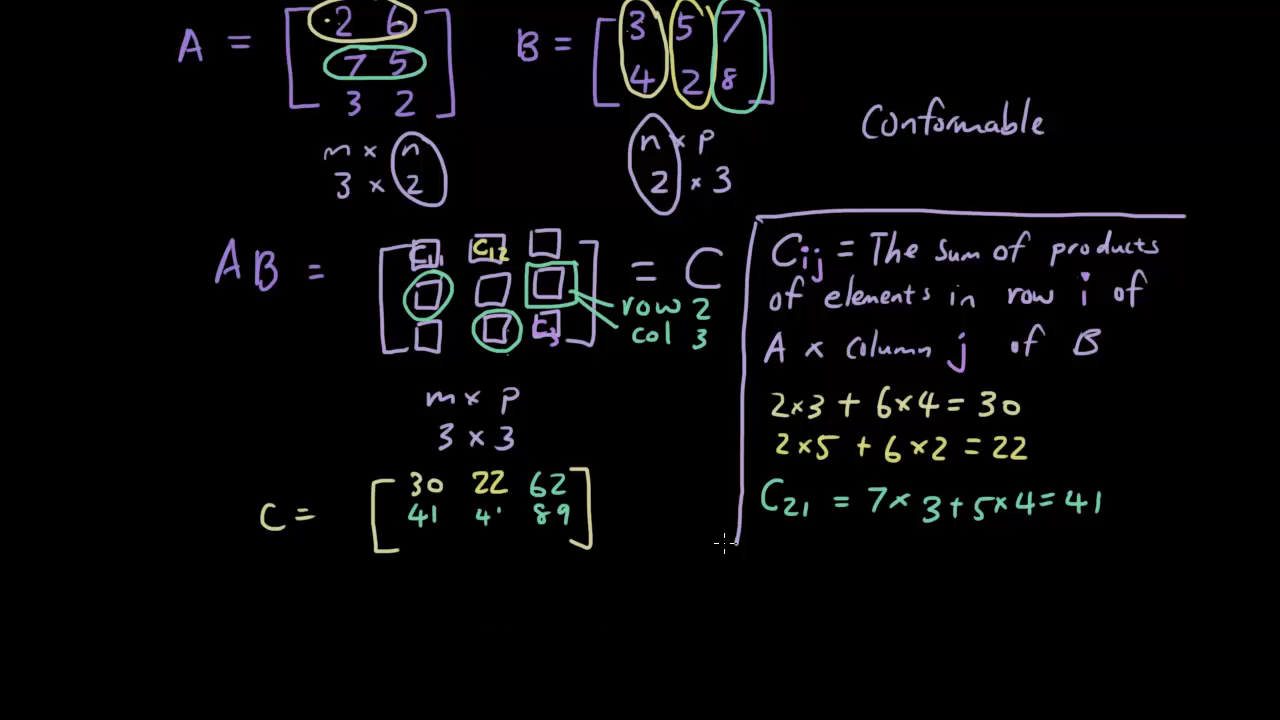 A = [ 2 6
7 5
3 2 ]
B = [ 3 5 7
4 2 8 ]
m × n
3 × 2
n × p
2 × 3
Conformable
AB = [ C11 C12
C3 ] = C
row 2
col 3
m × p
3 × 3
C = [ 30 22 62
41 41 89 ]
Cij = The sum of products
of elements in row i of
A × column j of B
2×3 + 6×4 = 30
2×5 + 6×2 = 22
C21 = 7×3+5×4=41